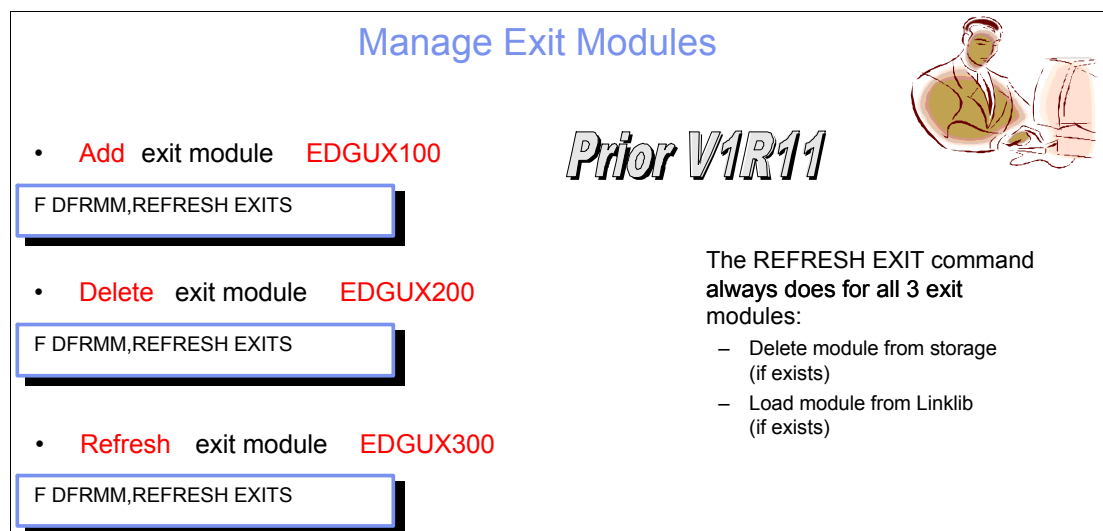 Manage Exit Modules
• Add exit module EDGUX100
F DFRMM,REFRESH EXITS
• Delete exit module EDGUX200
F DFRMM,REFRESH EXITS
• Refresh exit module EDGUX300
F DFRMM,REFRESH EXITS
Prior V1R11
The REFRESH EXIT command
always does for all 3 exit
modules:
– Delete module from storage
(if exists)
– Load module from Linklib
(if exists)